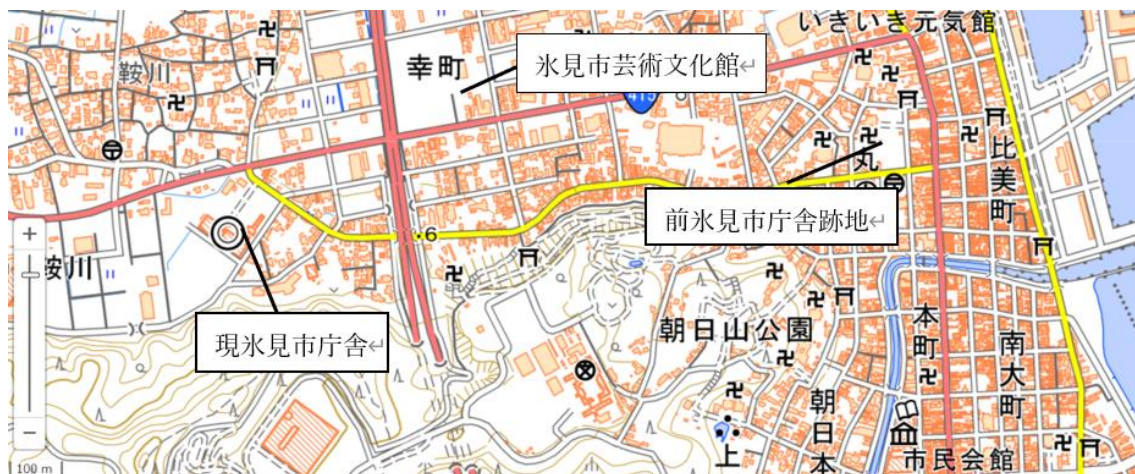 いきいき元気館
鞍川
幸町
氷見市芸術文化館↵
415
6
丸
比美町
前氷見市庁舎跡地↵
6
鞍川
現氷見市庁舎↵
朝日山公園
本町
南大町
朝日本
上
市民会館
+
−
100 m